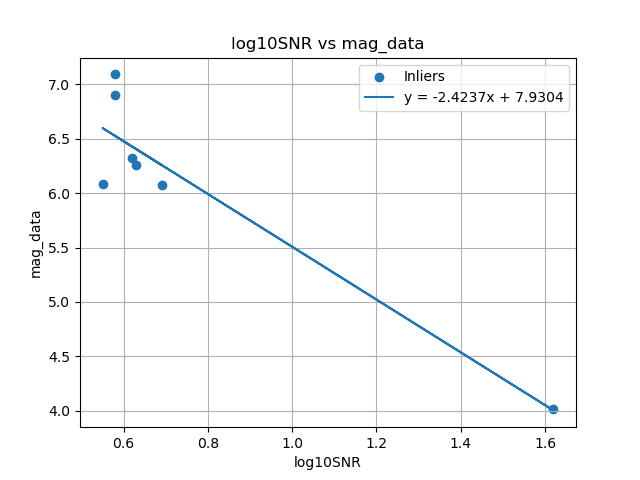 log10SNR vs mag_data
Inliers
y = -2.4237x + 7.9304
7.0
6.5
6.0
5.5
5.0
4.5
4.0
mag_data
0.6 0.8 1.0 1.2 1.4 1.6
log10SNR